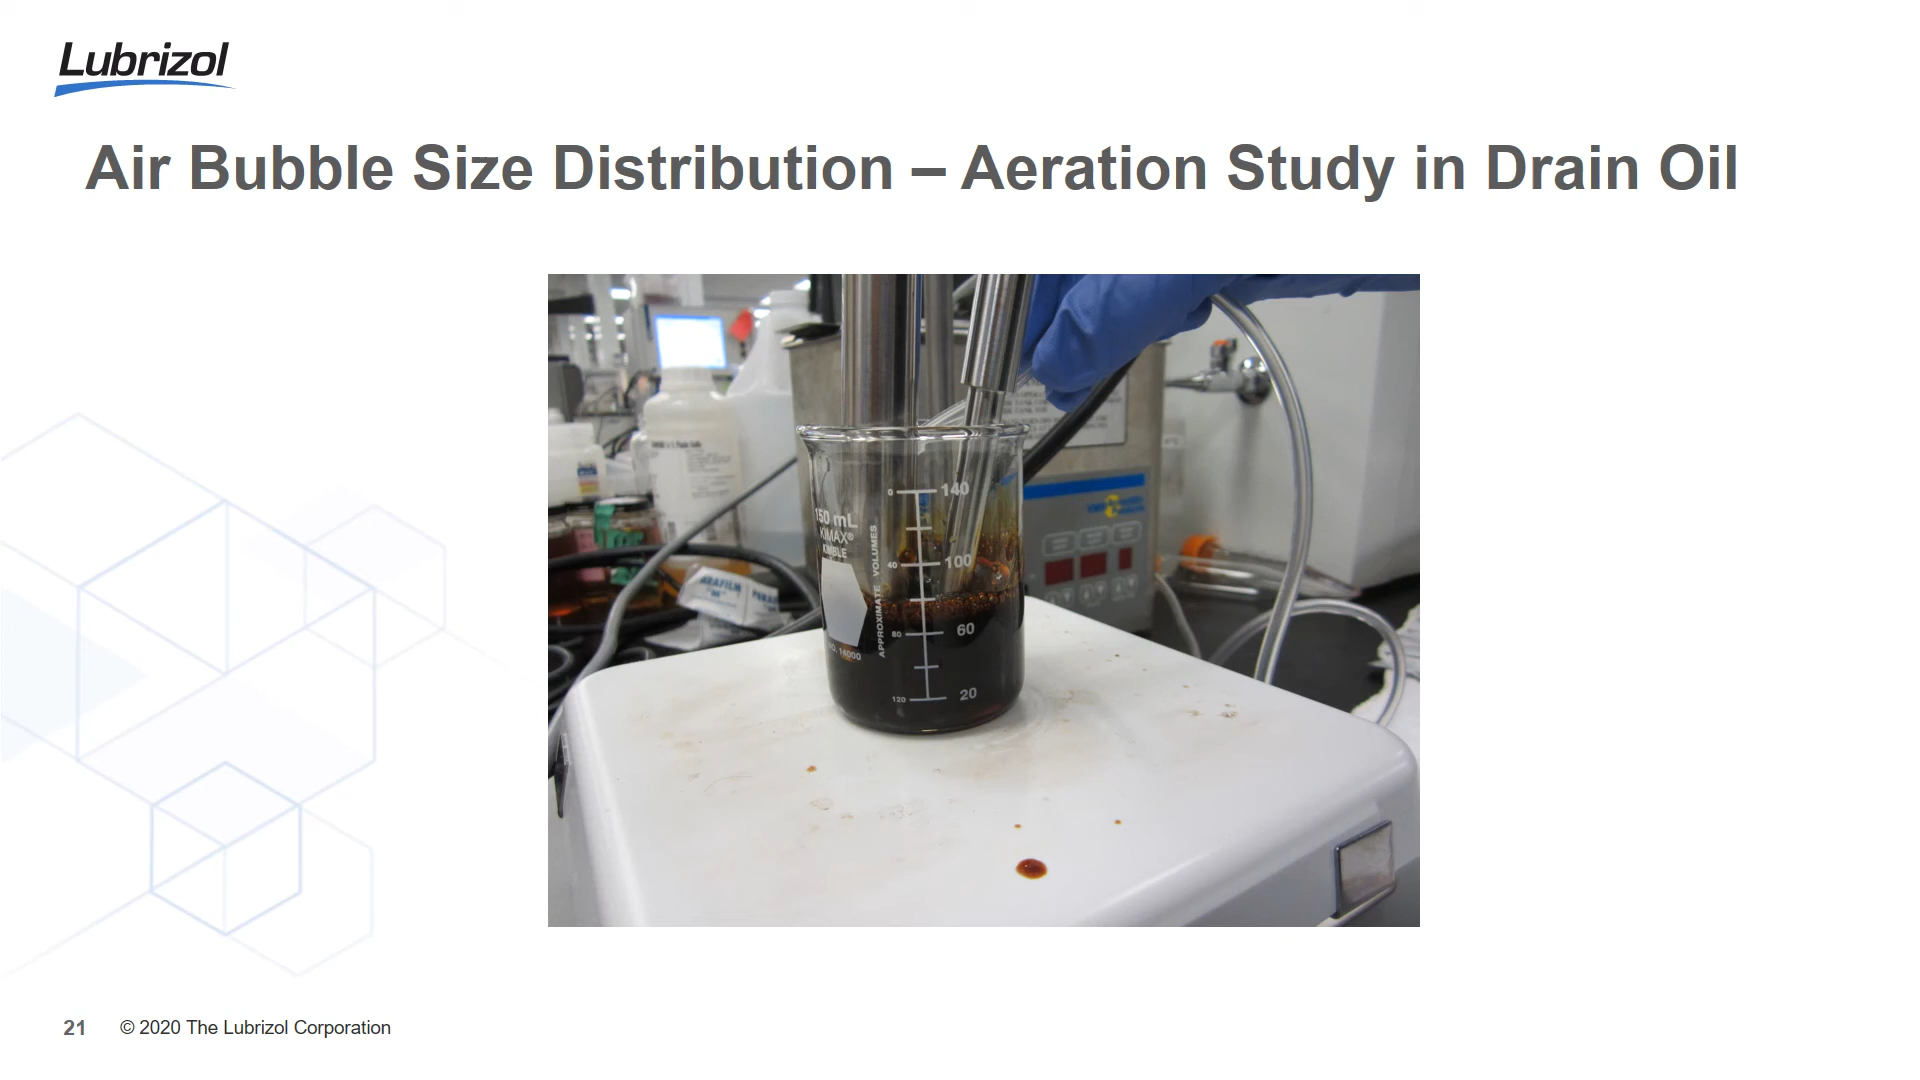 Lubrizol
Air Bubble Size Distribution – Aeration Study in Drain Oil
0
140
150 mL
KIMAX®
KIMBLE
APPROXIMATE VOLUMES
40
100
80
60
NO. 14000
120
20
PARAFILM
21
© 2020 The Lubrizol Corporation